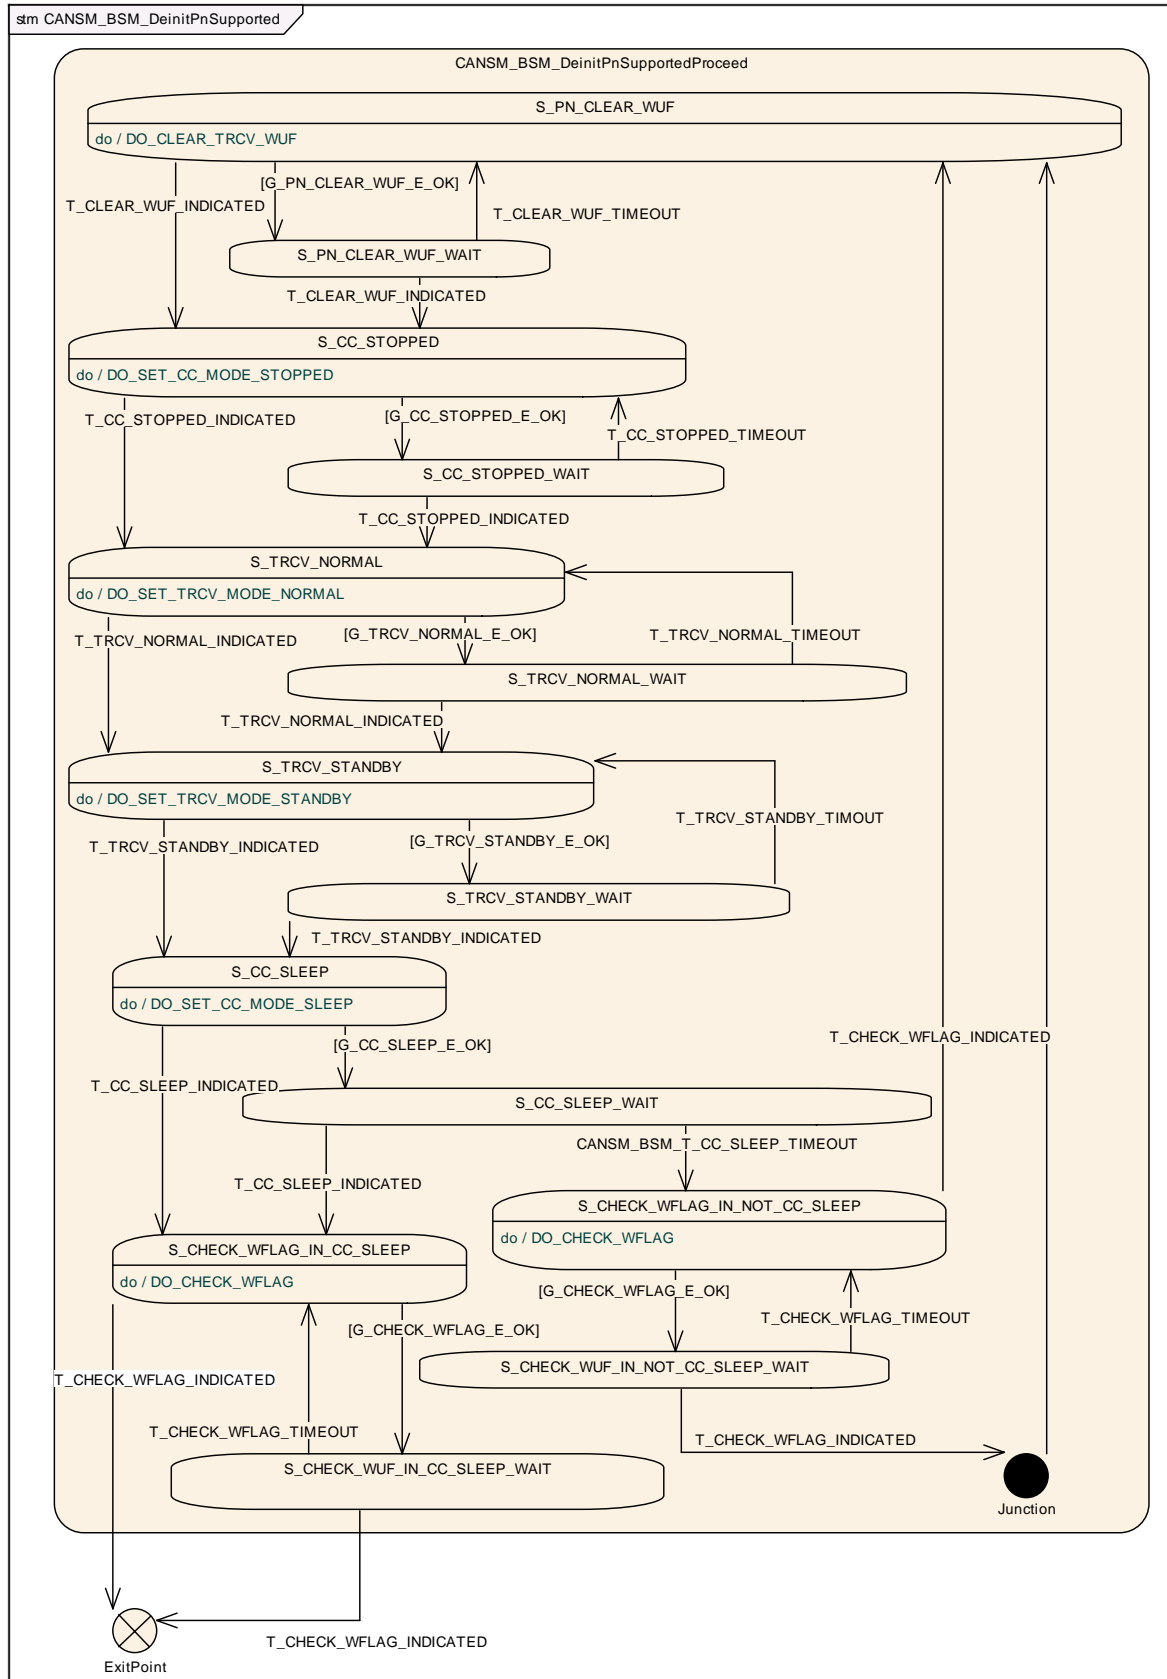 stm CANSM_BSM_DeinitPnSupported
CANSM_BSM_DeinitPnSupportedProceed
S_PN_CLEAR_WUF
do / DO_CLEAR_TRCV_WUF
[G_PN_CLEAR_WUF_E_OK]
T_CLEAR_WUF_INDICATED
T_CLEAR_WUF_TIMEOUT
S_PN_CLEAR_WUF_WAIT
T_CLEAR_WUF_INDICATED
S_CC_STOPPED
do / DO_SET_CC_MODE_STOPPED
T_CC_STOPPED_INDICATED
[G_CC_STOPPED_E_OK]
T_CC_STOPPED_TIMEOUT
S_CC_STOPPED_WAIT
T_CC_STOPPED_INDICATED
S_TRCV_NORMAL
do / DO_SET_TRCV_MODE_NORMAL
T_TRCV_NORMAL_INDICATED
[G_TRCV_NORMAL_E_OK]
T_TRCV_NORMAL_TIMEOUT
S_TRCV_NORMAL_WAIT
T_TRCV_NORMAL_INDICATED
S_TRCV_STANDBY
do / DO_SET_TRCV_MODE_STANDBY
T_TRCV_STANDBY_TIMOUT
T_TRCV_STANDBY_INDICATED
[G_TRCV_STANDBY_E_OK]
S_TRCV_STANDBY_WAIT
T_TRCV_STANDBY_INDICATED
S_CC_SLEEP
do / DO_SET_CC_MODE_SLEEP
[G_CC_SLEEP_E_OK]
T_CHECK_WFLAG_INDICATED
T_CC_SLEEP_INDICATED
S_CC_SLEEP_WAIT
CANSM_BSM_T_CC_SLEEP_TIMEOUT
T_CC_SLEEP_INDICATED
S_CHECK_WFLAG_IN_NOT_CC_SLEEP
do / DO_CHECK_WFLAG
S_CHECK_WFLAG_IN_CC_SLEEP
do / DO_CHECK_WFLAG
[G_CHECK_WFLAG_E_OK]
T_CHECK_WFLAG_TIMEOUT
[G_CHECK_WFLAG_E_OK]
S_CHECK_WUF_IN_NOT_CC_SLEEP_WAIT
T_CHECK_WFLAG_INDICATED
T_CHECK_WFLAG_TIMEOUT
T_CHECK_WFLAG_INDICATED
S_CHECK_WUF_IN_CC_SLEEP_WAIT
Junction
T_CHECK_WFLAG_INDICATED
ExitPoint